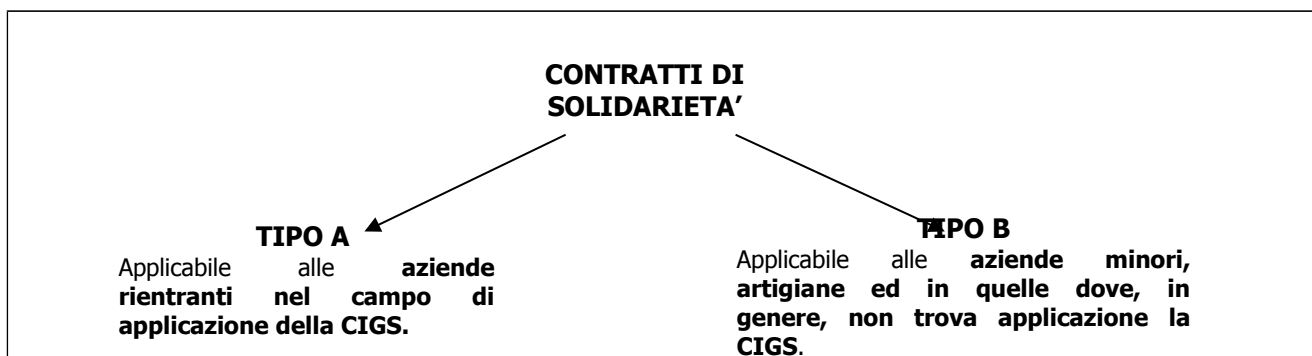 CONTRATTI DI
SOLIDARIETA’
TIPO A
Applicabile alle aziende
rientranti nel campo di
applicazione della CIGS.
TIPO B
Applicabile alle aziende minori,
artigiane ed in quelle dove, in
genere, non trova applicazione la
CIGS.